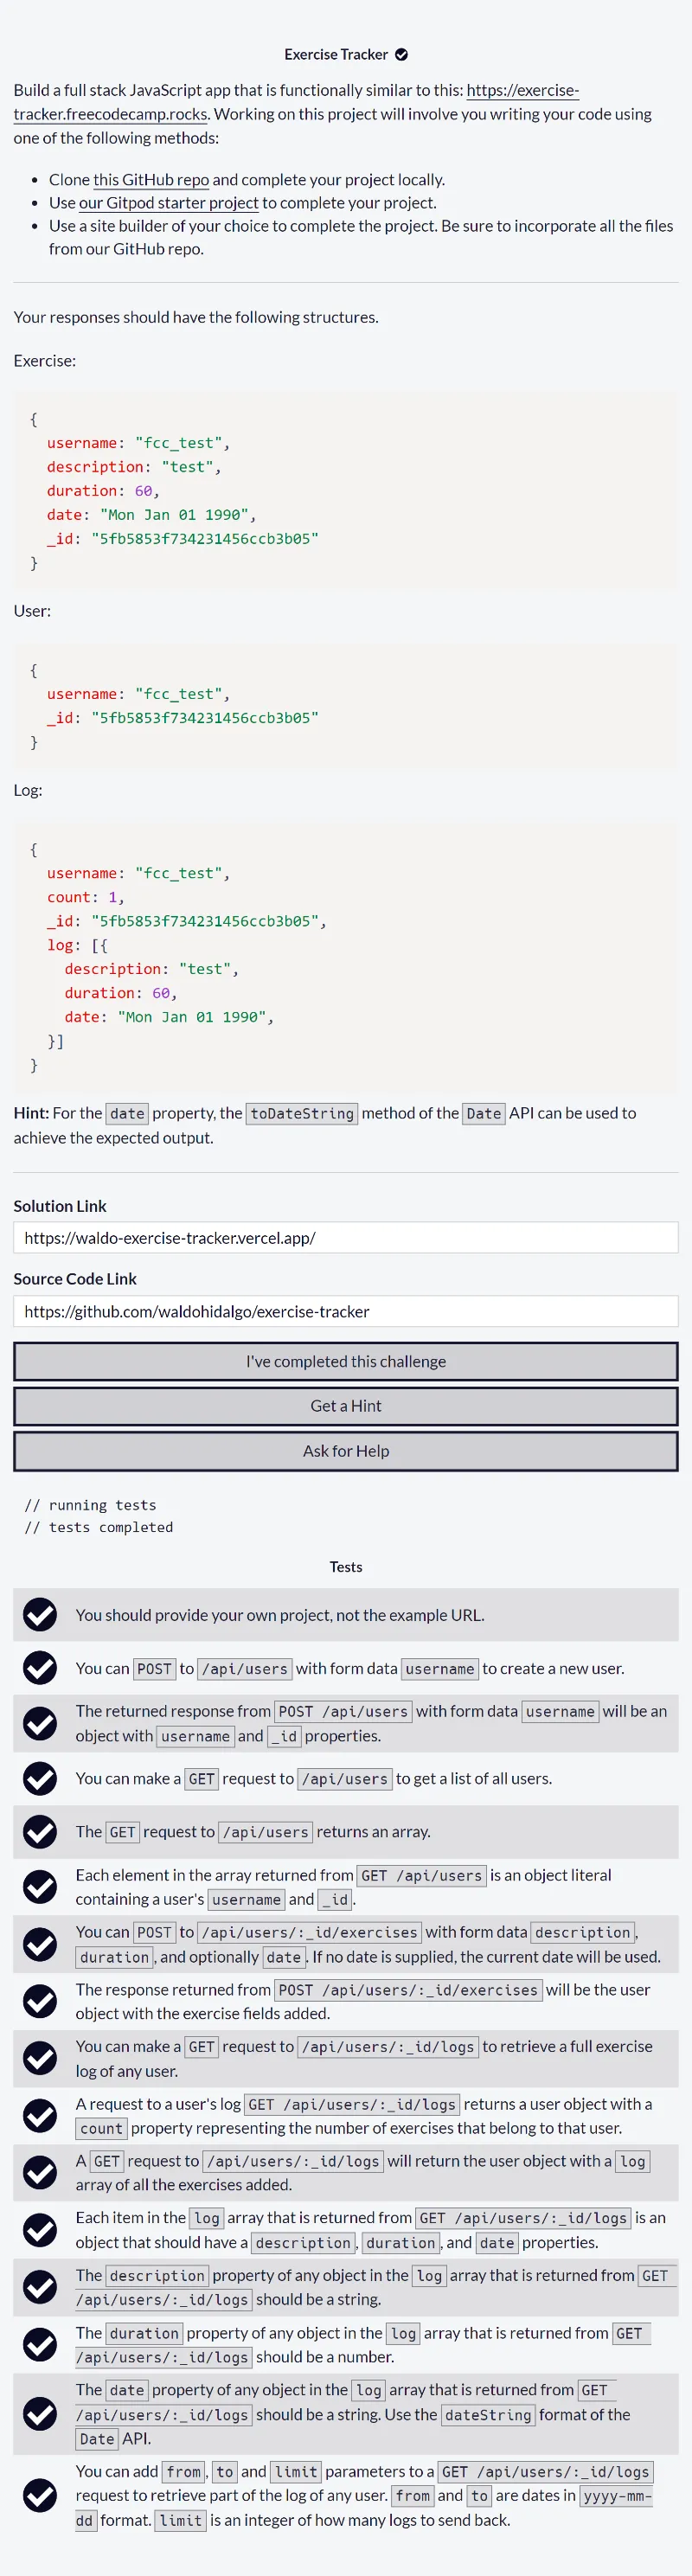 Exercise Tracker
Build a full stack JavaScript app that is functionally similar to this: https://exercise-
tracker.freecodecamp.rocks. Working on this project will involve you writing your code using
one of the following methods:
• Clone this GitHub repo and complete your project locally.
• Use our Gitpod starter project to complete your project.
• Use a site builder of your choice to complete the project. Be sure to incorporate all the files
from our GitHub repo.
Your responses should have the following structures.
Exercise:
{
  username: "fcc_test",
  description: "test",
  duration: 60,
  date: "Mon Jan 01 1990",
  _id: "5fb5853f734231456ccb3b05"
}
User:
{
  username: "fcc_test",
  _id: "5fb5853f734231456ccb3b05"
}
Log:
{
  username: "fcc_test",
  count: 1,
  _id: "5fb5853f734231456ccb3b05",
  log: [{
    description: "test",
    duration: 60,
    date: "Mon Jan 01 1990",
  }]
}
Hint: For the date property, the toDateString method of the Date API can be used to
achieve the expected output.
Solution Link
https://waldo-exercise-tracker.vercel.app/
Source Code Link
https://github.com/waldohidalgo/exercise-tracker
I've completed this challenge
Get a Hint
Ask for Help
// running tests
// tests completed
Tests
You should provide your own project, not the example URL.
You can POST to /api/users with form data username to create a new user.
The returned response from POST /api/users with form data username will be an
object with username and _id properties.
You can make a GET request to /api/users to get a list of all users.
The GET request to /api/users returns an array.
Each element in the array returned from GET /api/users is an object literal
containing a user's username and _id.
You can POST to /api/users/:_id/exercises with form data description,
duration, and optionally date. If no date is supplied, the current date will be used.
The response returned from POST /api/users/:_id/exercises will be the user
object with the exercise fields added.
You can make a GET request to /api/users/:_id/logs to retrieve a full exercise
log of any user.
A request to a user's log GET /api/users/:_id/logs returns a user object with a
count property representing the number of exercises that belong to that user.
A GET request to /api/users/:_id/logs will return the user object with a log
array of all the exercises added.
Each item in the log array that is returned from GET /api/users/:_id/logs is an
object that should have a description, duration, and date properties.
The description property of any object in the log array that is returned from GET
/api/users/:_id/logs should be a string.
The duration property of any object in the log array that is returned from GET
/api/users/:_id/logs should be a number.
The date property of any object in the log array that is returned from GET
/api/users/:_id/logs should be a string. Use the dateString format of the
Date API.
You can add from, to and limit parameters to a GET /api/users/:_id/logs
request to retrieve part of the log of any user. from and to are dates in yyyy-mm-
dd format. limit is an integer of how many logs to send back.